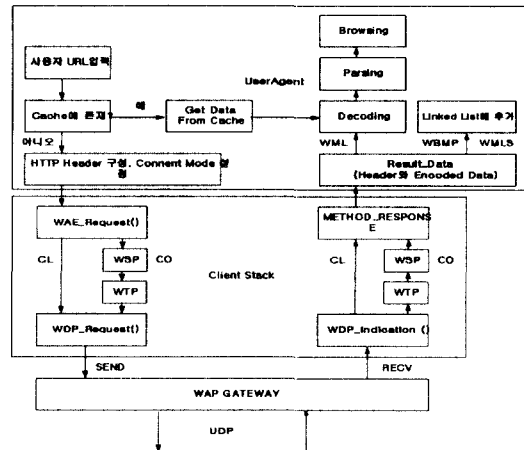 Browsing
사용자 URL입력
Parsing
UserAgent
예
Cache에 존재?
Get Data
From Cache
Decoding
Linked List에 추가
아니오
WML
WBMP
WMLS
HTTP Header 구성, Connent Mode 설
정
Result_Data
(Header와 Encoded Data)
WAE_Request()
METHOD_RESPONS
E
CL
WSP
CO
Client Stack
CL
WSP
CO
WTP
WTP
WDP_Request()
WDP_Indication ()
SEND
RECV
WAP GATEWAY
UDP